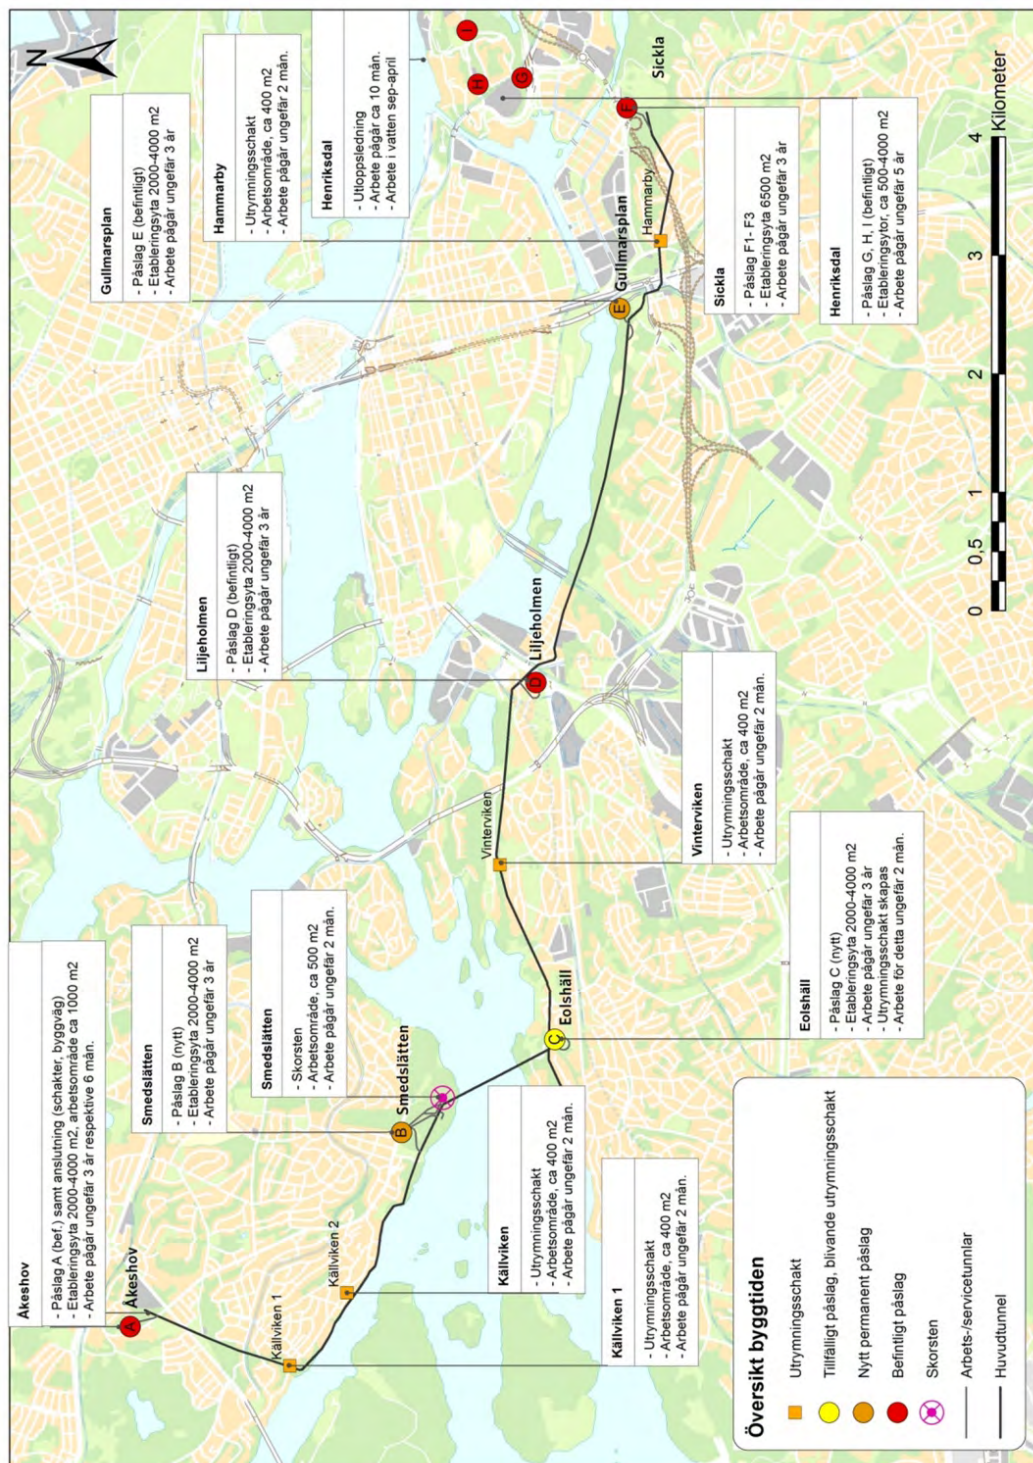 N
Åkeshov
- Påslag A (bef.) samt anslutning (schakter, byggväg)
- Etableringsyta 2000-4000 m2, arbetsområde ca 1000 m2
- Arbete pågår ungefär 3 år respektive 6 mån.
Smedslätten
- Påslag B (nytt)
- Etableringsyta 2000-4000 m2
- Arbete pågår ungefär 3 år
Smedslätten
- Skorsten
- Arbetsområde, ca 500 m2
- Arbete pågår ungefär 2 mån.
Liljeholmen
- Påslag D (befintligt)
- Etableringsyta 2000-4000 m2
- Arbete pågår ungefär 3 år
Gullmarsplan
- Påslag E (befintligt)
- Etableringsyta 2000-4000 m2
- Arbete pågår ungefär 3 år
Hammarby
- Utrymningsschakt
- Arbetsområde, ca 400 m2
- Arbete pågår ungefär 2 mån.
Henriksdal
- Utloppsledning
- Arbete pågår ca 10 mån.
- Arbete i vatten sep-april
A
Åkeshov
Källviken 1
Källviken 2
B
Smedslätten
C
Eolshäll
Vinterviken
D
Liljeholmen
E
Gullmarsplan
Hammarby
F
Sickla
G
H
I
Källviken
- Utrymningsschakt
- Arbetsområde, ca 400 m2
- Arbete pågår ungefär 2 mån.
Källviken 1
- Utrymningsschakt
- Arbetsområde, ca 400 m2
- Arbete pågår ungefär 2 mån.
Eolshäll
- Påslag C (nytt)
- Etableringsyta 2000-4000 m2
- Arbete pågår ungefär 3 år
- Utrymningsschakt skapas
- Arbete för detta ungefär 2 mån.
Vinterviken
- Utrymningsschakt
- Arbetsområde, ca 400 m2
- Arbete pågår ungefär 2 mån.
Sickla
- Påslag F1- F3
- Etableringsyta 6500 m2
- Arbete pågår ungefär 3 år
Henriksdal
- Påslag G, H, I (befintligt)
- Etableringsytor, ca 500-4000 m2
- Arbete pågår ungefär 5 år
Översikt byggtiden
Utrymningsschakt
Tillfälligt påslag, blivande utrymningsschakt
Nytt permanent påslag
Befintligt påslag
Skorsten
Arbets-/servicetunnlar
Huvudtunnel
0 0,5 1 2 3 4
Kilometer